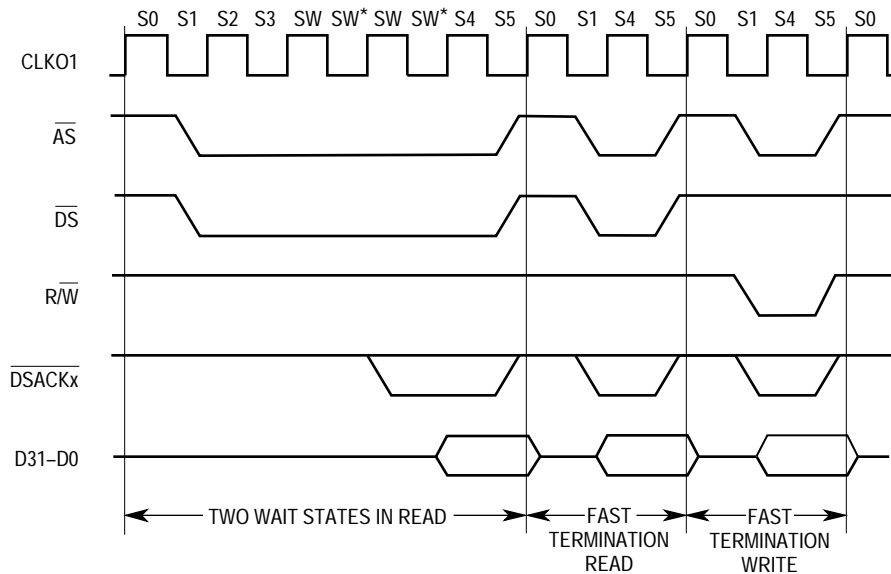 S0 S1 S2 S3 SW SW* SW SW* S4 S5 S0 S1 S4 S5 S0 S1 S4 S5 S0
CLKO1
AS
DS
R/W
DSACKx
D31–D0
TWO WAIT STATES IN READ
FAST
TERMINATION
READ
FAST
TERMINATION
WRITE